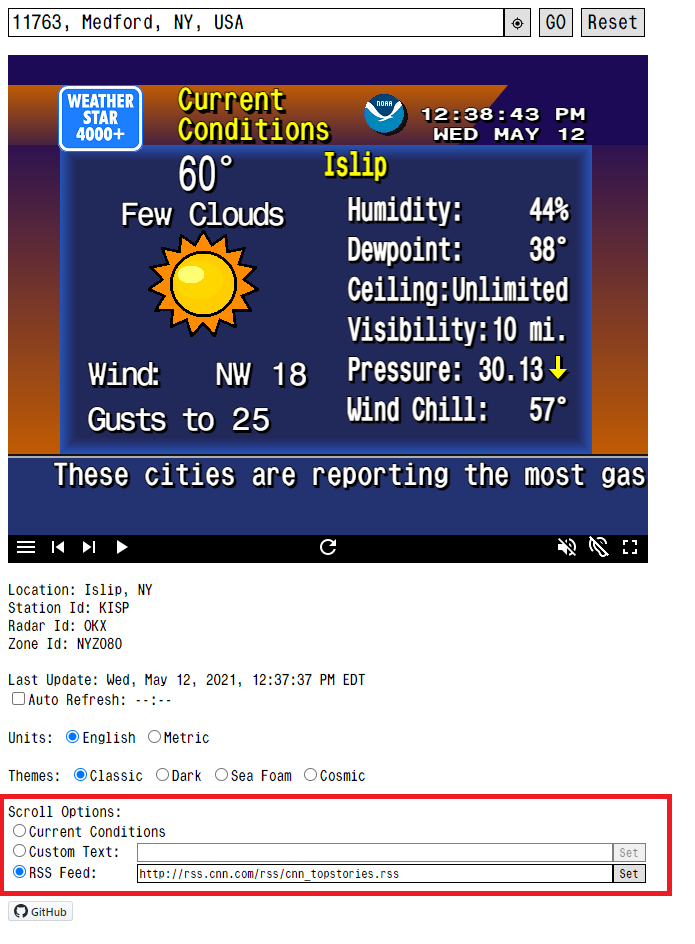 11763, Medford, NY, USA GO Reset
WEATHER
STAR
4000+
Current
Conditions
NOAA
12:38:43 PM
WED MAY 12
60°
Few Clouds
Wind: NW 18
Gusts to 25
Islip
Humidity: 44%
Dewpoint: 38°
Ceiling:Unlimited
Visibility:10 mi.
Pressure: 30.13↓
Wind Chill: 57°
These cities are reporting the most gas
Location: Islip, NY
Station Id: KISP
Radar Id: OKX
Zone Id: NYZ080
Last Update: Wed, May 12, 2021, 12:37:37 PM EDT
Auto Refresh: --:--
Units: English Metric
Themes: Classic Dark Sea Foam Cosmic
Scroll Options:
Current Conditions
Custom Text: Set
RSS Feed: http://rss.cnn.com/rss/cnn_topstories.rss Set
GitHub